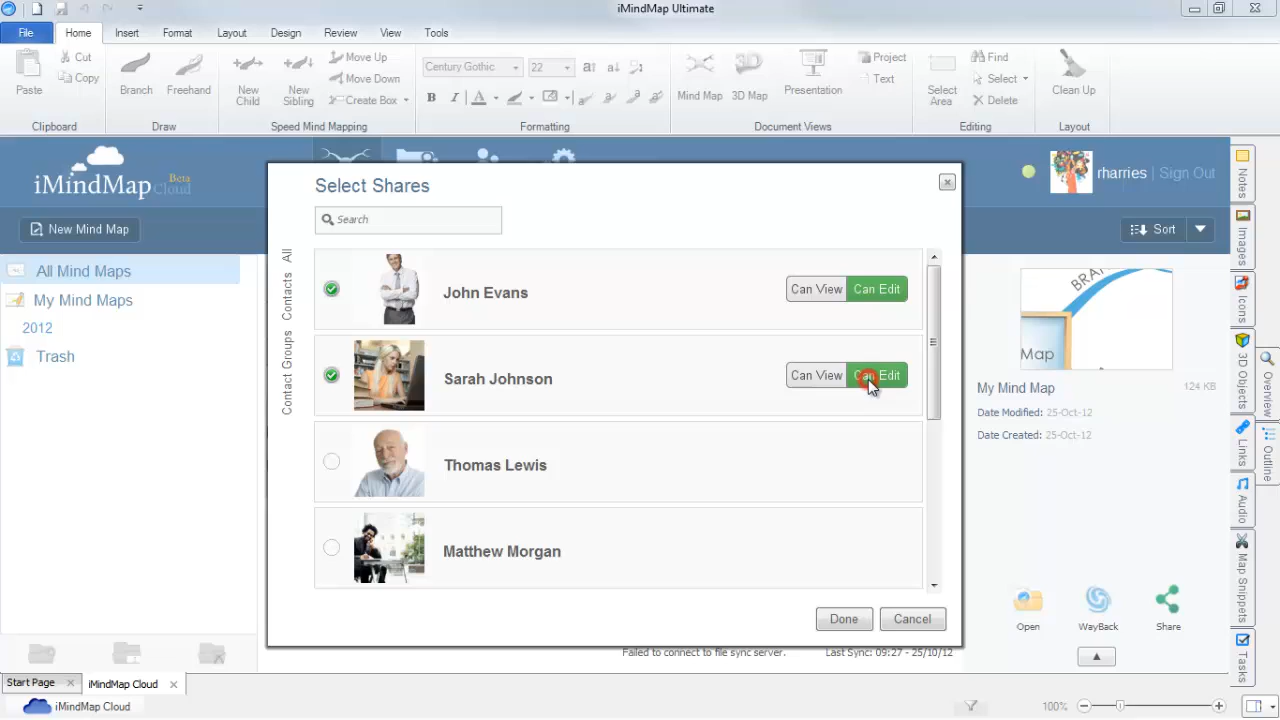 iMindMap Ultimate
File Home Insert Format Layout Design Review View Tools
Paste Cut Copy
Branch Freehand
New Child New Sibling Move Up Move Down Create Box
Century Gothic 22
B I A
Mind Map 3D Map Presentation Project Text
Select Area Find Select Delete
Clean Up
Clipboard Draw Speed Mind Mapping Formatting Document Views Editing Layout
iMindMap Beta Cloud
rharries | Sign Out
New Mind Map
Sort
All Mind Maps
My Mind Maps
2012
Trash
Select Shares
Search
All
Contacts
Contact Groups
John Evans Can View Can Edit
Sarah Johnson Can View Can Edit
Thomas Lewis
Matthew Morgan
Done Cancel
BRA
Map
My Mind Map 124 KB
Date Modified: 25-Oct-12
Date Created: 25-Oct-12
Open WayBack Share
Failed to connect to file sync server. Last Sync: 09:27 - 25/10/12
Notes
Images
Icons
3D Objects
Links
Audio
Map Snippets
Tasks
Overview
Outline
Start Page iMindMap Cloud
iMindMap Cloud 100%